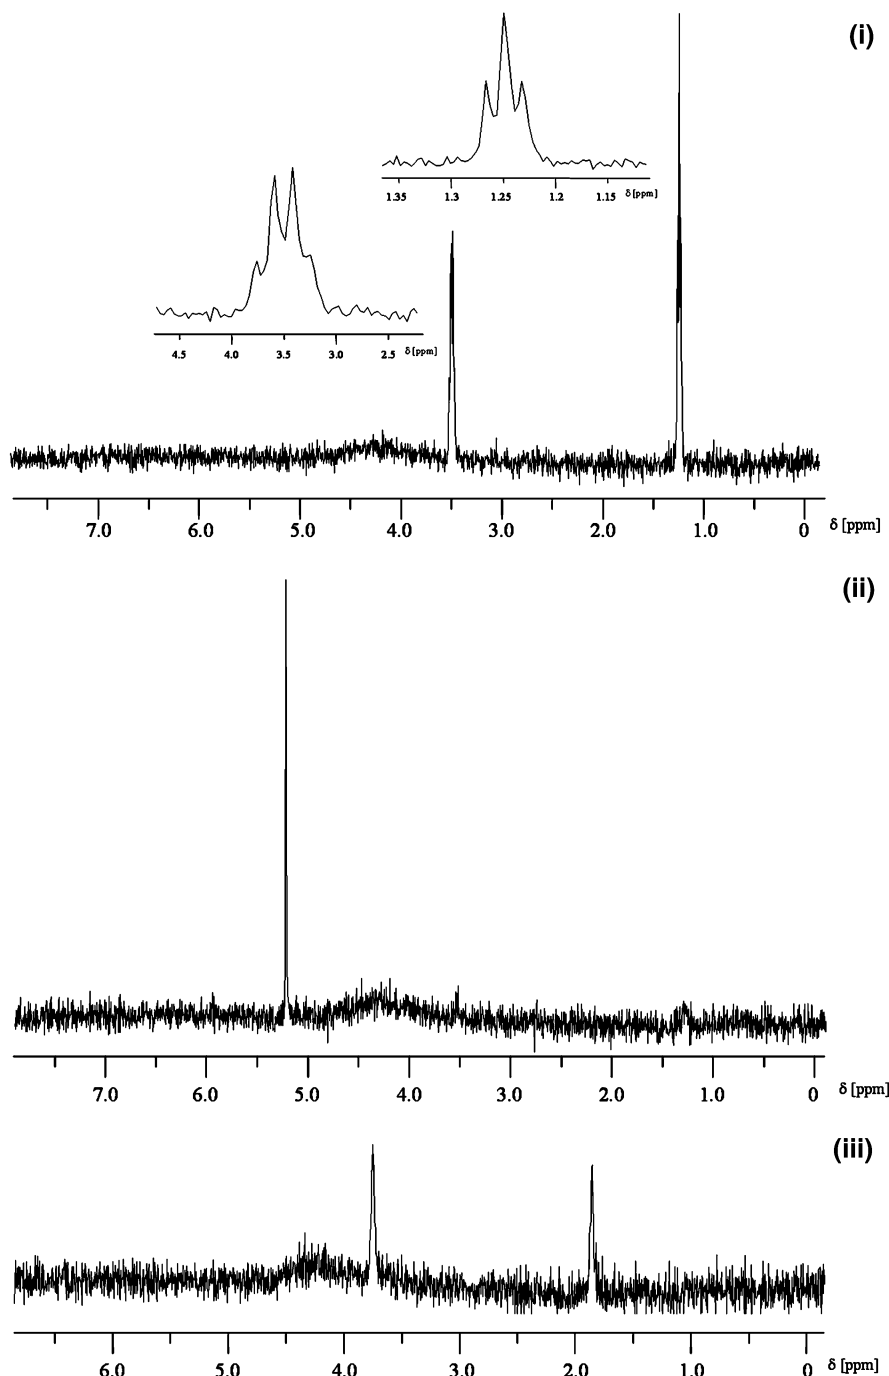 (i)
1.35 1.3 1.25 1.2 1.15 δ [ppm]
4.5 4.0 3.5 3.0 2.5 δ [ppm]
7.0 6.0 5.0 4.0 3.0 2.0 1.0 0 δ [ppm]
(ii)
7.0 6.0 5.0 4.0 3.0 2.0 1.0 0 δ [ppm]
(iii)
6.0 5.0 4.0 3.0 2.0 1.0 0 δ [ppm]